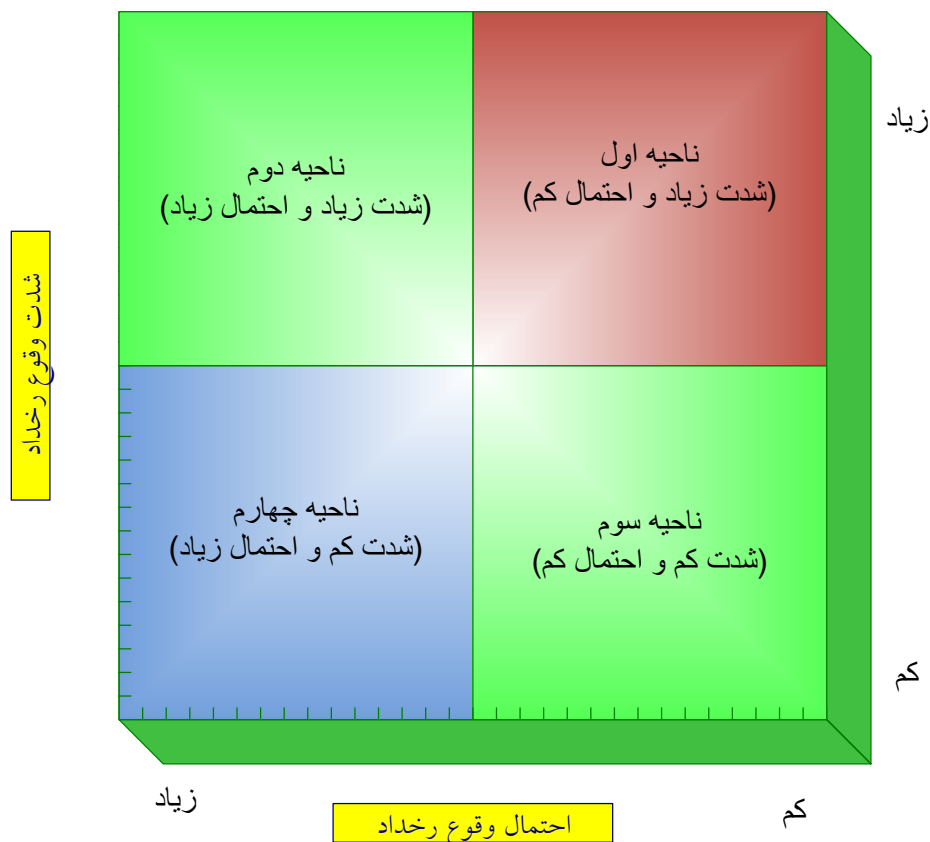 زیاد
ناحیه اول
(شدت زیاد و احتمال کم)
ناحیه دوم
(شدت زیاد و احتمال زیاد)
شدت وقوع رخداد
ناحیه سوم
(شدت کم و احتمال کم)
ناحیه چهارم
(شدت کم و احتمال زیاد)
کم
کم
زیاد
احتمال وقوع رخداد